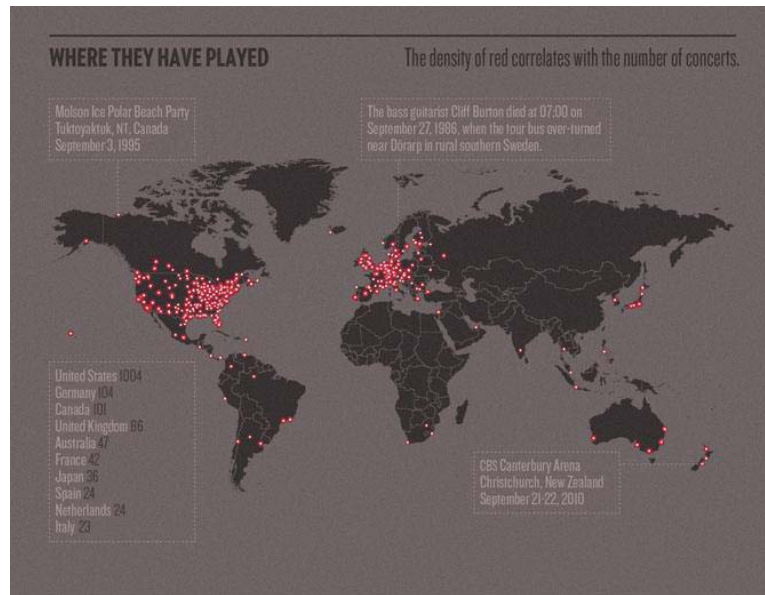 WHERE THEY HAVE PLAYED
The density of red correlates with the number of concerts.
Molson Ice Polar Beach Party
Tuktoyaktuk, NT, Canada
September 3, 1995
The bass guitarist Cliff Burton died at 07:00 on
September 27, 1986, when the tour bus over-turned
near Dörarp in rural southern Sweden.
United States 1004
Germany 104
Canada 101
United Kingdom 86
Australia 47
France 42
Japan 36
Spain 24
Netherlands 24
Italy 23
CBS Canterbury Arena
Christchurch, New Zealand
September 21-22, 2010